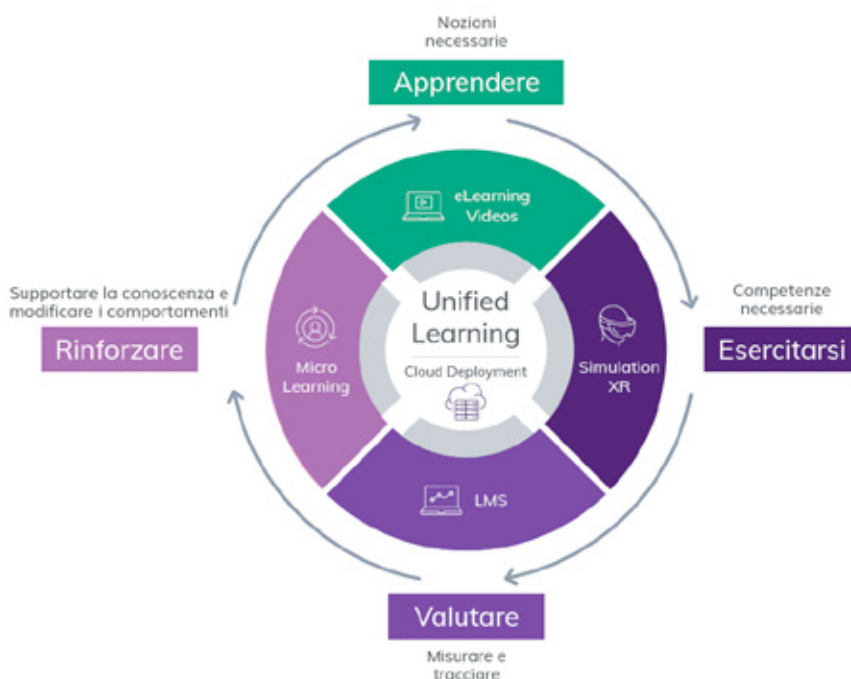 Nozioni
necessarie
Apprendere
eLearning
Videos
Supportare la conoscenza e
modificare i comportamenti
Rinforzare
Micro
Learning
Unified
Learning
Cloud Deployment
Simulation
XR
Competenze
necessarie
Esercitarsi
LMS
Valutare
Misurare e
tracciare